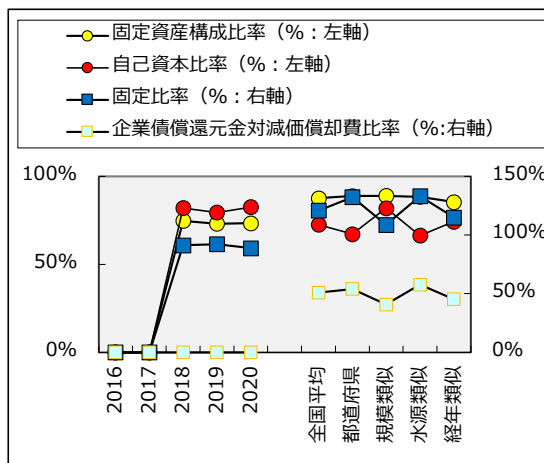 固定資産構成比率（%：左軸）
自己資本比率（%：左軸）
固定比率（%：右軸）
企業債償還元金対減価償却費比率（%:右軸）
100%
50%
0%
150%
100%
50%
0%
2016
2017
2018
2019
2020
全国平均
都道府県
規模類似
水源類似
経年類似